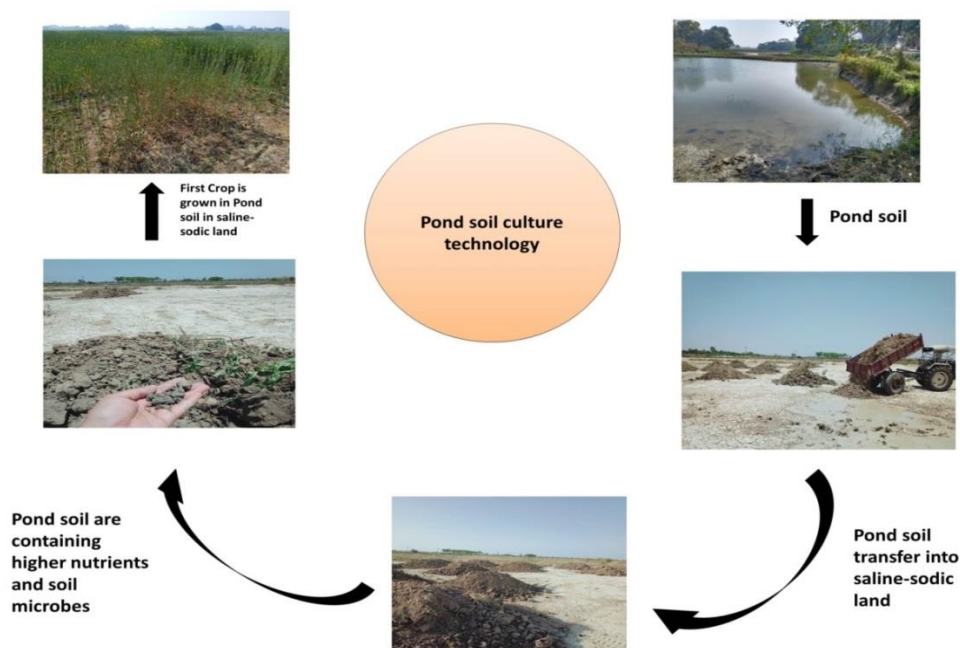 Pond soil culture
technology
Pond soil
Pond soil
transfer into
saline-sodic
land
Pond soil are
containing
higher nutrients
and soil
microbes
First Crop is
grown in Pond
soil in saline-
sodic land